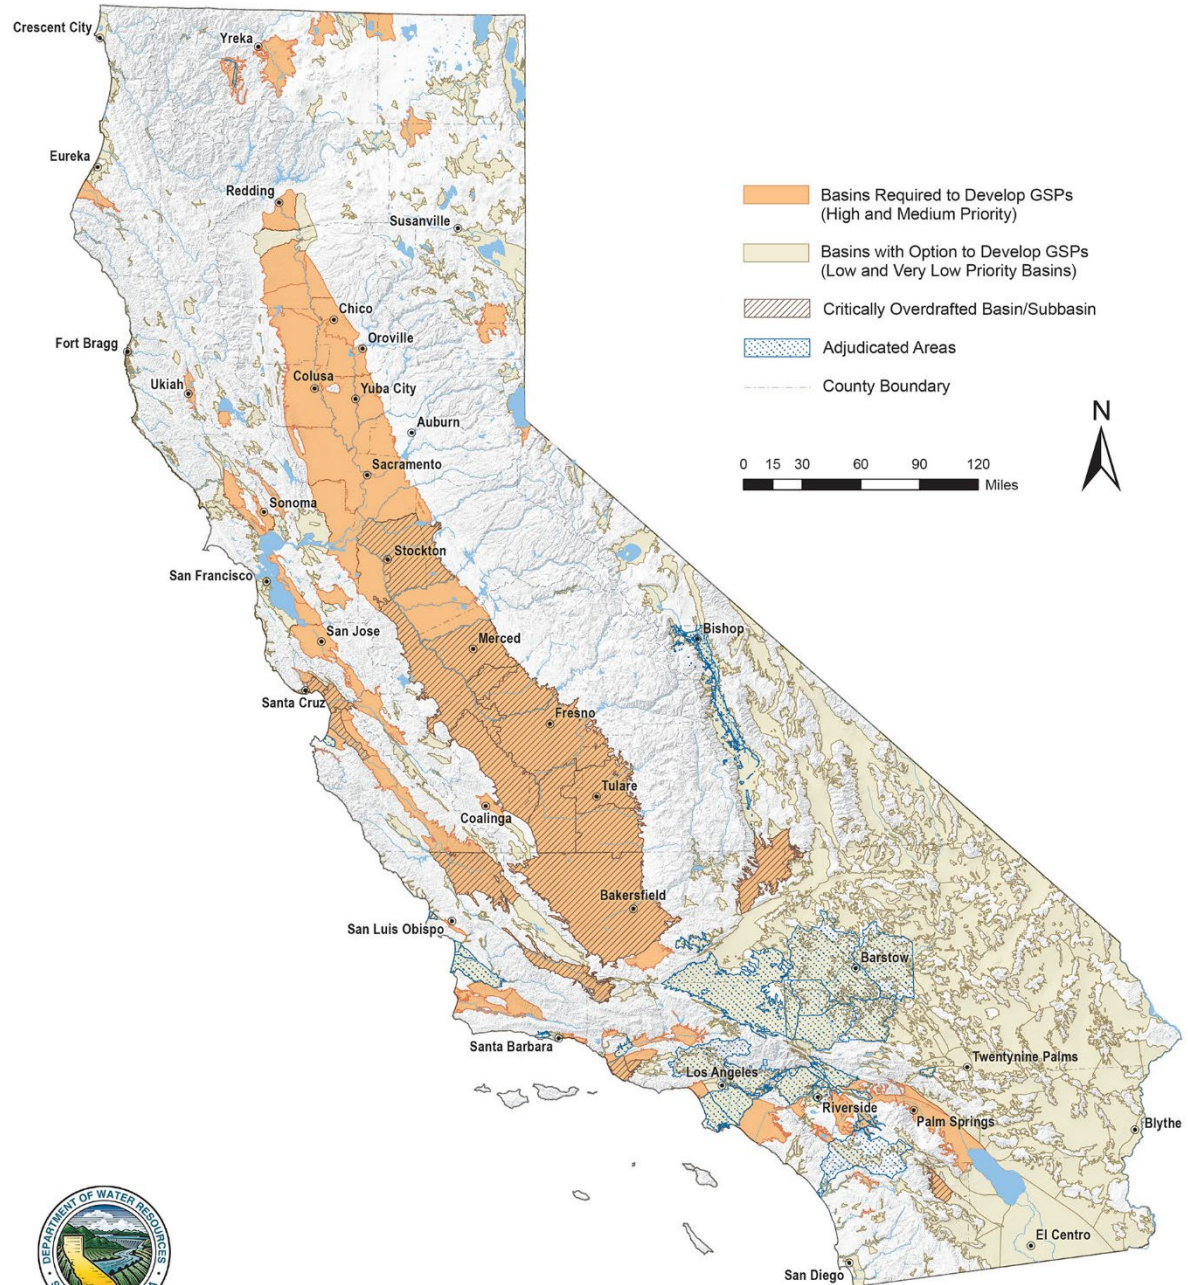 Crescent City
Yreka
Eureka
Redding
Susanville
Basins Required to Develop GSPs
(High and Medium Priority)
Basins with Option to Develop GSPs
(Low and Very Low Priority Basins)
Critically Overdrafted Basin/Subbasin
Adjudicated Areas
County Boundary
Chico
Oroville
Fort Bragg
Colusa
Ukiah
Yuba City
Auburn
N
0 15 30 60 90 120
Miles
Sacramento
Sonoma
Stockton
San Francisco
San Jose
Merced
Bishop
Santa Cruz
Fresno
Tulare
Coalinga
Bakersfield
San Luis Obispo
Barstow
Santa Barbara
Los Angeles
Twentynine Palms
Riverside
Palm Springs
Blythe
El Centro
San Diego
DEPARTMENT OF WATER RESOURCES